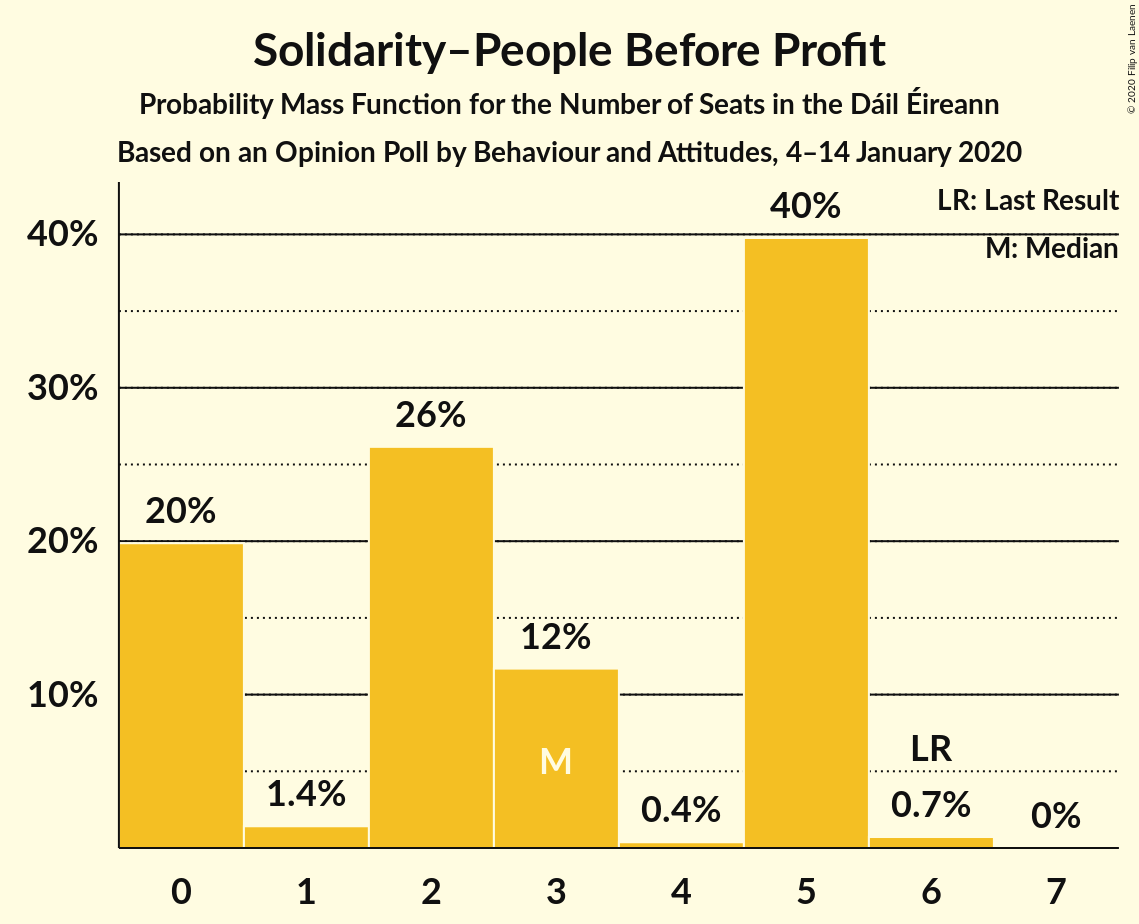 Solidarity–People Before Profit
Probability Mass Function for the Number of Seats in the Dáil Éireann
Based on an Opinion Poll by Behaviour and Attitudes, 4–14 January 2020
© 2020 Filip van Laenen
LR: Last Result
M: Median
40%
30%
20%
10%
20%
1.4%
26%
12%
M
0.4%
40%
LR
0.7%
0%
0 1 2 3 4 5 6 7